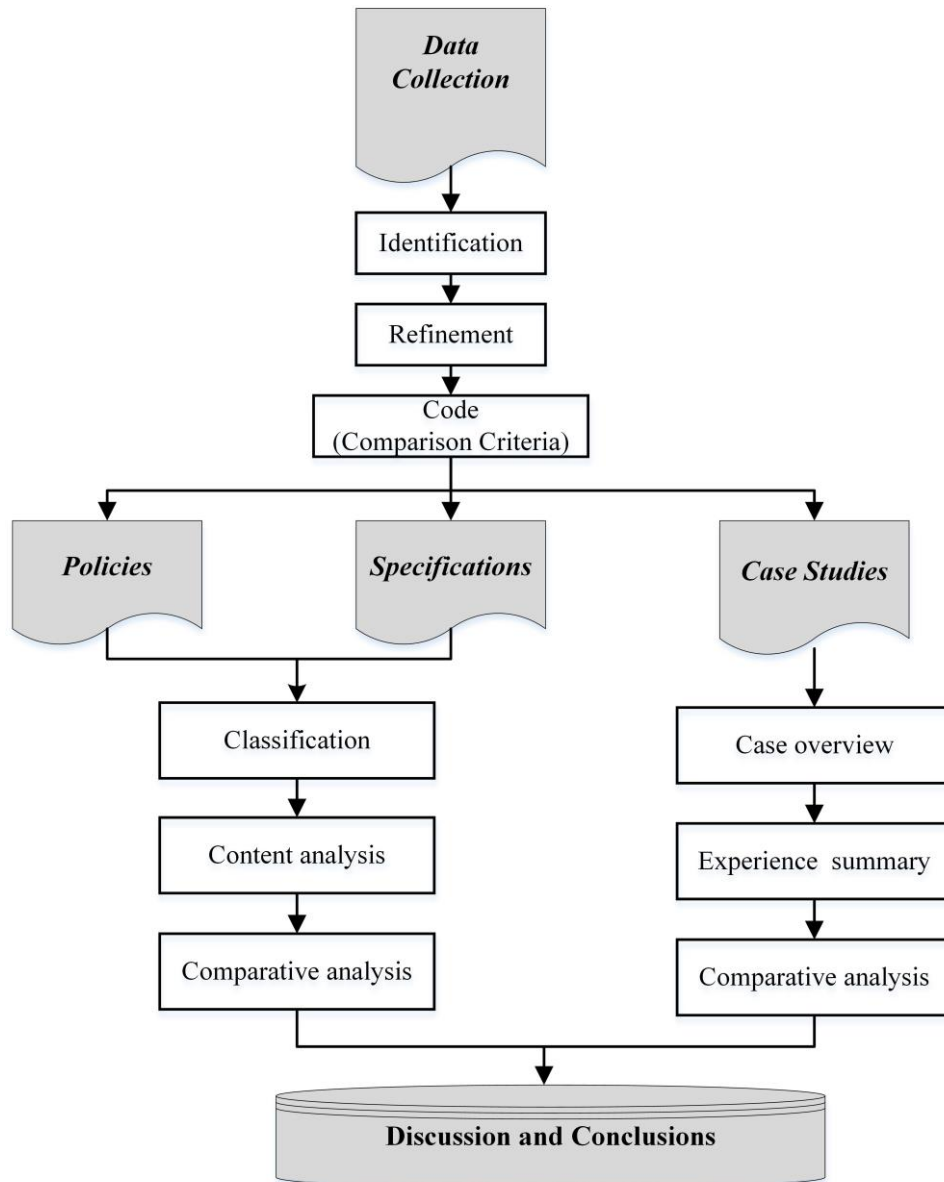 Data
Collection
Identification
Refinement
Code
(Comparison Criteria)
Policies
Specifications
Case Studies
Classification
Case overview
Content analysis
Experience summary
Comparative analysis
Comparative analysis
Discussion and Conclusions